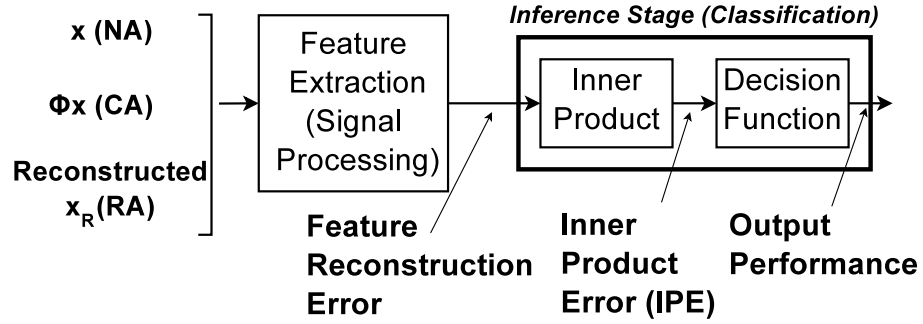 Inference Stage (Classification)
x (NA)
Φx (CA)
Reconstructed
x_R (RA)
Feature
Extraction
(Signal
Processing)
Inner
Product
Decision
Function
Feature
Reconstruction
Error
Inner
Product
Error (IPE)
Output
Performance